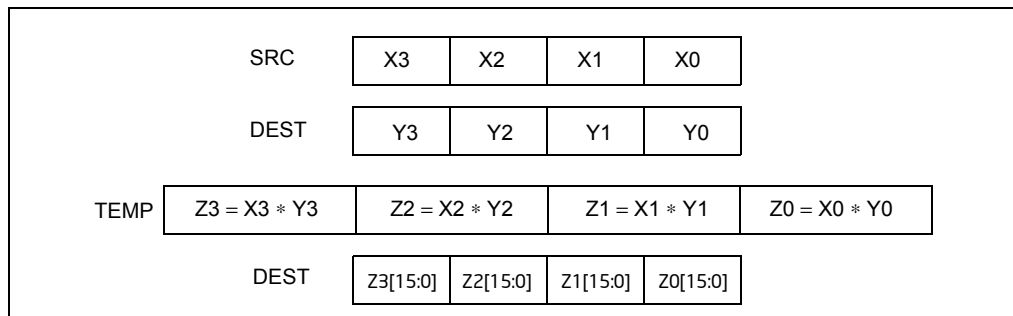 SRC X3 X2 X1 X0
DEST Y3 Y2 Y1 Y0
TEMP Z3 = X3 ∗ Y3 Z2 = X2 ∗ Y2 Z1 = X1 ∗ Y1 Z0 = X0 ∗ Y0
DEST Z3[15:0] Z2[15:0] Z1[15:0] Z0[15:0]